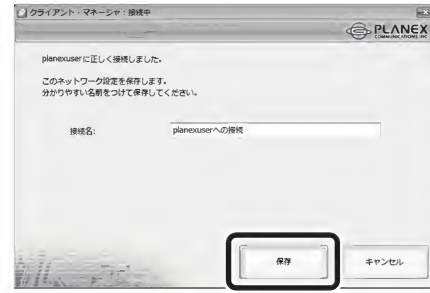 クライアント・マネージャ：接続中
PLANEX
COMMUNICATIONS INC.
planexuserに正しく接続しました。
このネットワーク設定を保存します。
分かりやすい名前をつけて保存してください。
接続名:
planexuserへの接続
保存
キャンセル